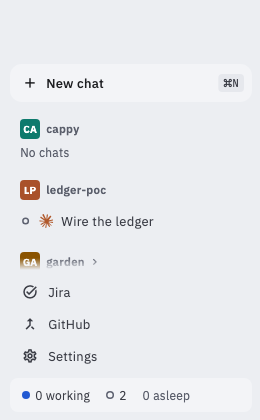 New chat ⌘N
CA cappy
No chats
LP ledger-poc
Wire the ledger
GA garden
Jira
GitHub
Settings
0 working 2 0 asleep